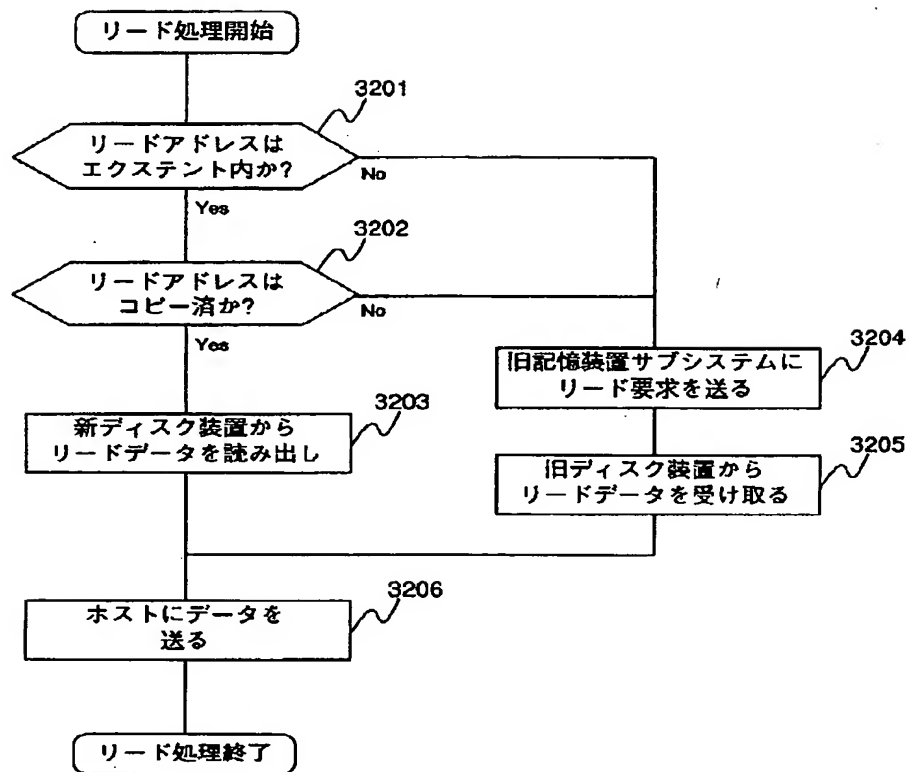 リード処理開始
3201
リードアドレスは
エクステント内か?
No
Yes
3202
リードアドレスは
コピー済か?
No
Yes
3204
旧記憶装置サブシステムに
リード要求を送る
3203
新ディスク装置から
リードデータを読み出し
3205
旧ディスク装置から
リードデータを受け取る
3206
ホストにデータを
送る
リード処理終了